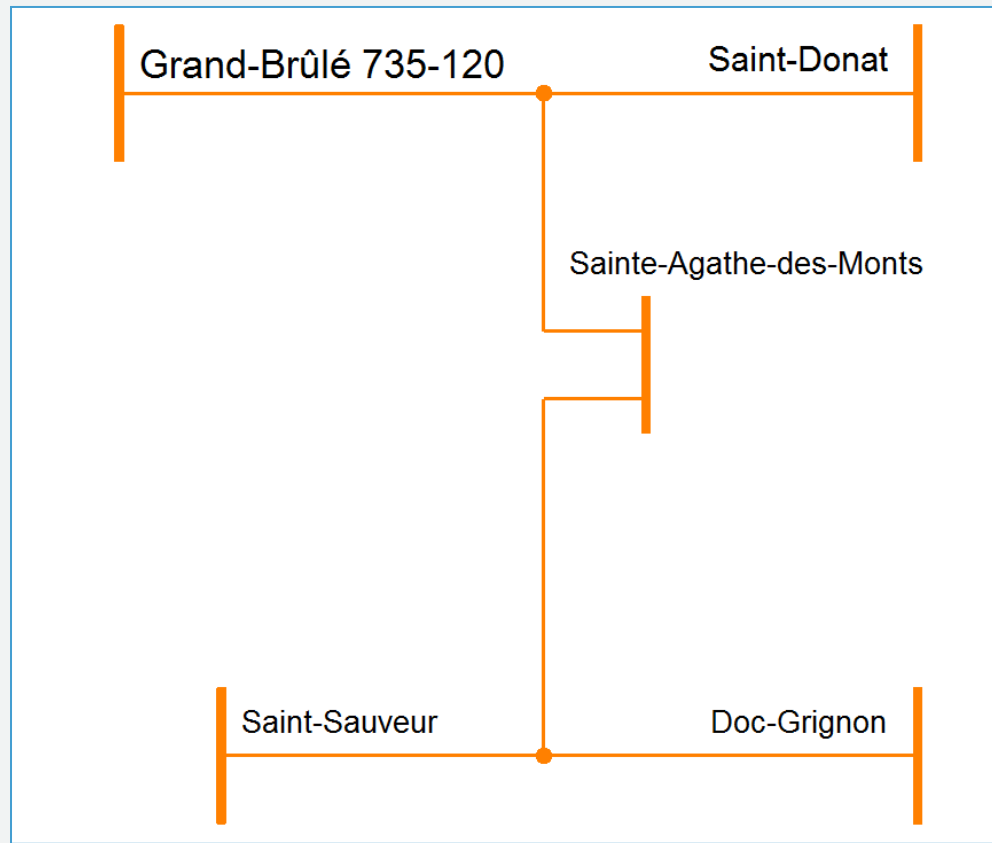 Grand-Brûlé 735-120
Saint-Donat
Sainte-Agathe-des-Monts
Saint-Sauveur
Doc-Grignon